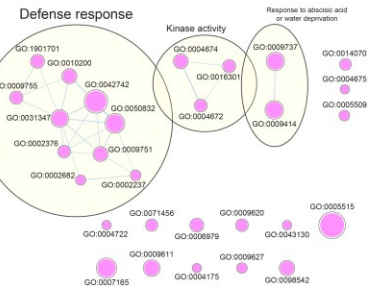 Defense response
Kinase activity
Response to abscisic acid
or water deprivation
GO:1901701
GO:0010200
GO:0009755
GO:0042742
GO:0031347
GO:0050832
GO:0002376
GO:0009751
GO:0002682
GO:0002237
GO:0004674
GO:0016301
GO:0004672
GO:0009737
GO:0009414
GO:0014070
GO:0004675
GO:0005509
GO:0004722
GO:0071456
GO:0006979
GO:0009620
GO:0043130
GO:0005515
GO:0007165
GO:0009611
GO:0004175
GO:0009627
GO:0098542